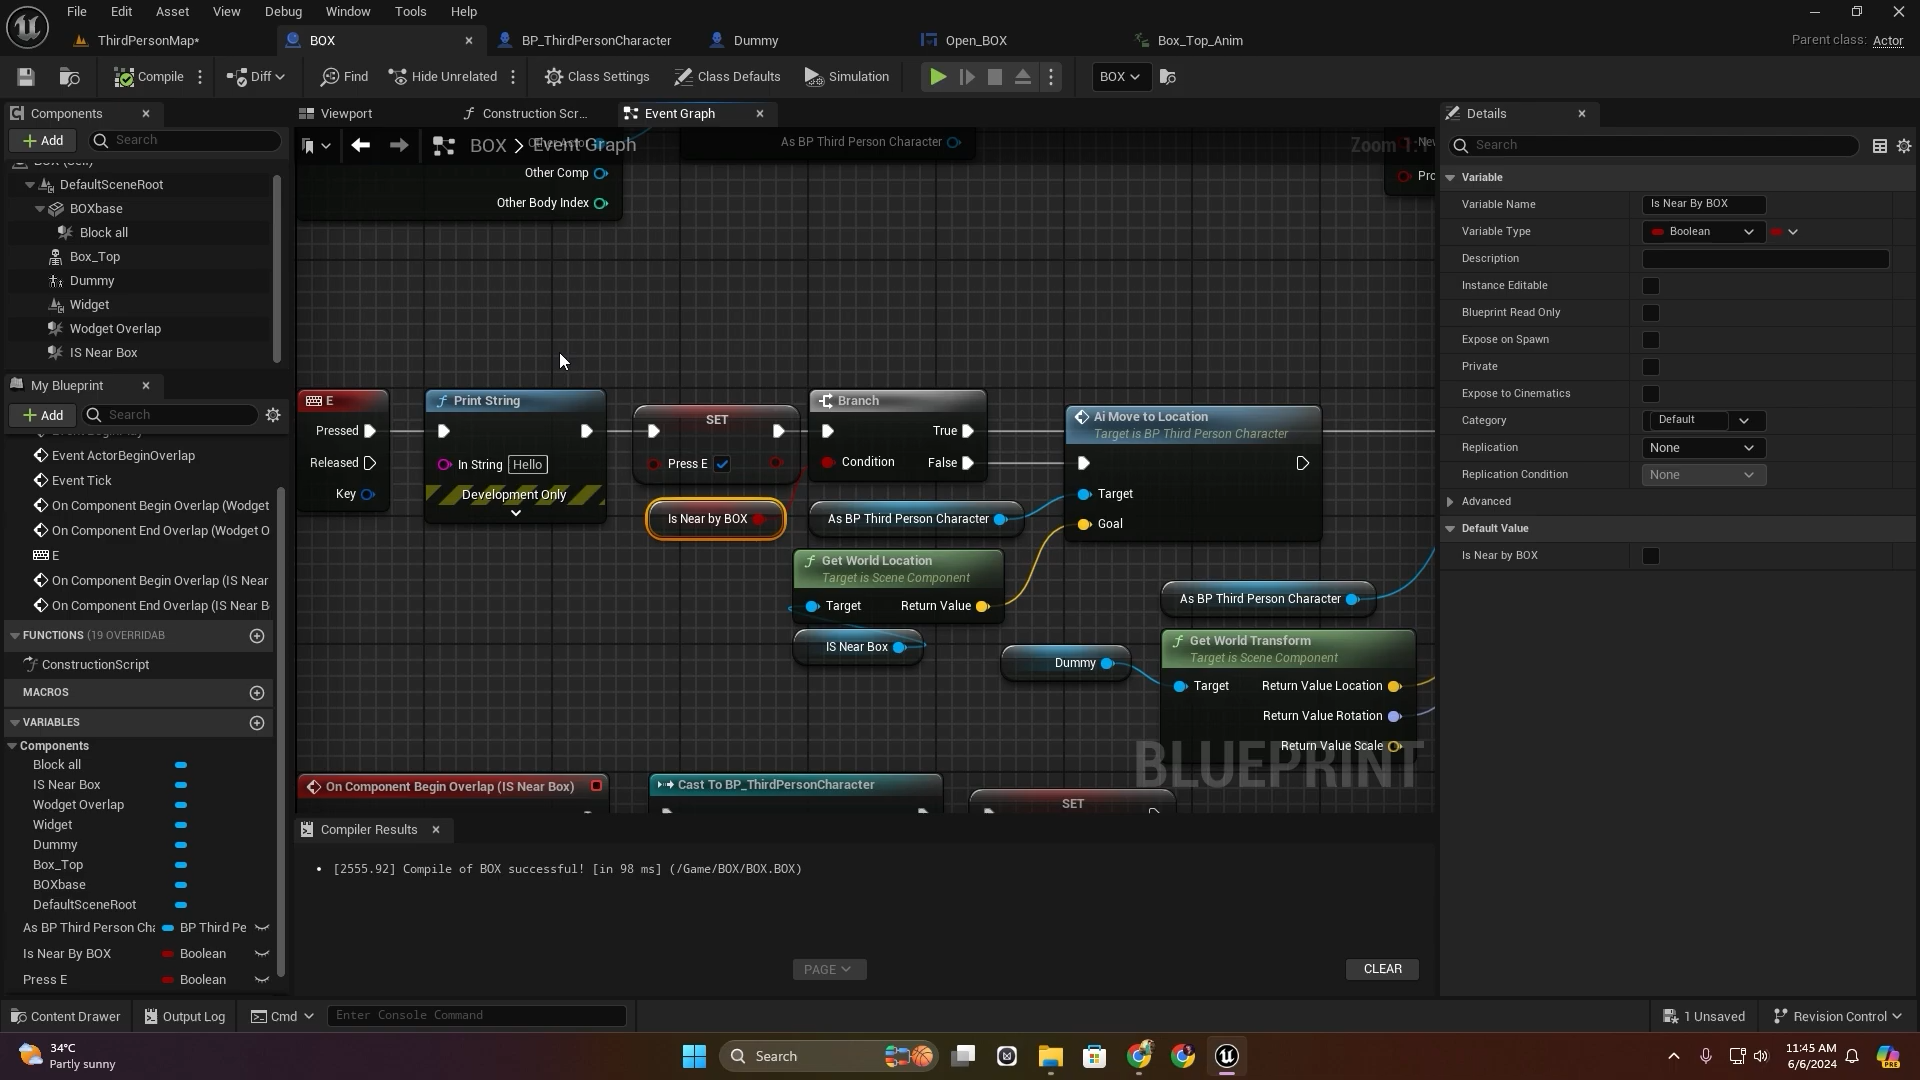 File Edit Asset View Debug Window Tools Help
ThirdPersonMap* BOX BP_ThirdPersonCharacter Dummy Open_BOX Box_Top_Anim Parent class: Actor
Compile Diff Find Hide Unrelated Class Settings Class Defaults Simulation BOX
Components
Add Search
BOX (Self)
DefaultSceneRoot
BOXbase
Block all
Box_Top
Dummy
Widget
Wodget Overlap
IS Near Box
My Blueprint
Add Search
Event BeginPlay
Event ActorBeginOverlap
Event Tick
On Component Begin Overlap (Wodget
On Component End Overlap (Wodget O
E
On Component Begin Overlap (IS Near
On Component End Overlap (IS Near B
FUNCTIONS (19 OVERRIDAB
ConstructionScript
MACROS
VARIABLES
Components
Block all
IS Near Box
Wodget Overlap
Widget
Dummy
Box_Top
BOXbase
DefaultSceneRoot
As BP Third Person Cha BP Third Pe
Is Near By BOX Boolean
Press E Boolean
Viewport Construction Scr... Event Graph
BOX > Event Graph
Zoom 1:1
Other Actor
Other Comp
Other Body Index
As BP Third Person Character
New
Pro
E
Pressed
Released
Key
Print String
In String Hello
Development Only
SET
Press E
Is Near by BOX
Branch
True
Condition False
As BP Third Person Character
Ai Move to Location
Target is BP Third Person Character
Target
Goal
Get World Location
Target is Scene Component
Target Return Value
IS Near Box
As BP Third Person Character
Dummy
Get World Transform
Target is Scene Component
Target Return Value Location
Return Value Rotation
Return Value Scale
BLUEPRINT
On Component Begin Overlap (IS Near Box)
Cast To BP_ThirdPersonCharacter
SET
Compiler Results
[2555.92] Compile of BOX successful! [in 98 ms] (/Game/BOX/BOX.BOX)
PAGE CLEAR
Details
Search
Variable
Variable Name Is Near By BOX
Variable Type Boolean
Description
Instance Editable
Blueprint Read Only
Expose on Spawn
Private
Expose to Cinematics
Category Default
Replication None
Replication Condition None
Advanced
Default Value
Is Near by BOX
Content Drawer Output Log Cmd Enter Console Command 1 Unsaved Revision Control
34°C
Partly sunny
Search
11:45 AM
6/6/2024
PRE